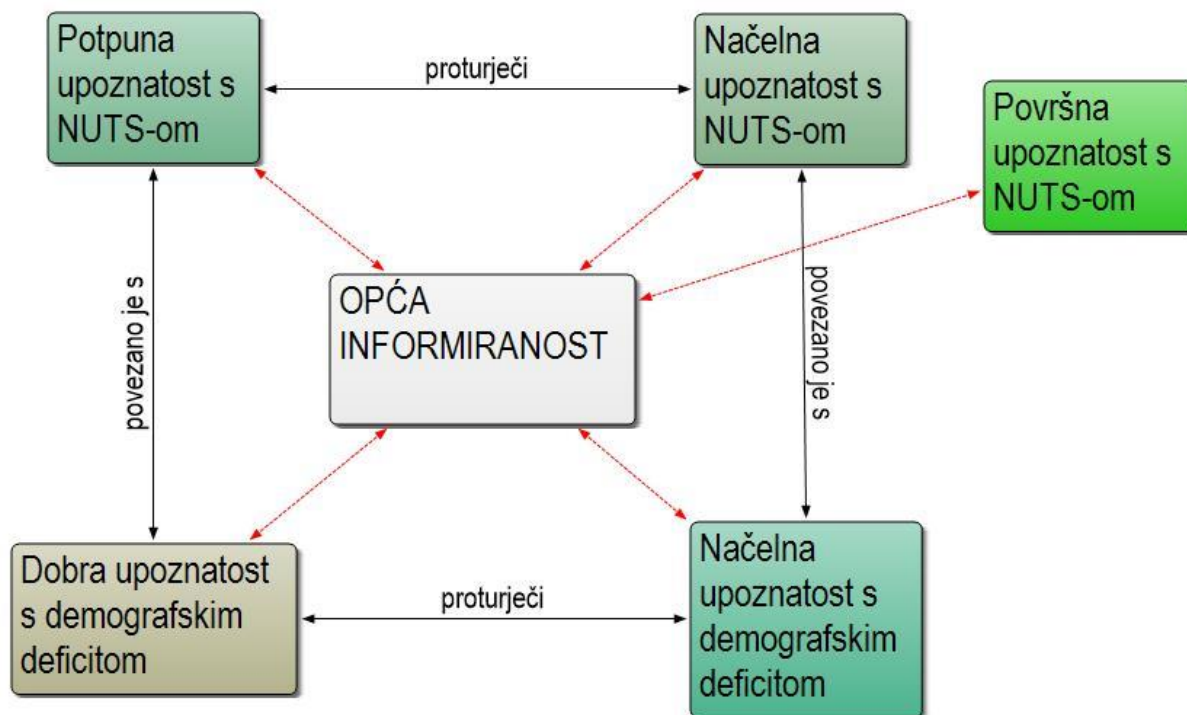 Potpuna
upoznatost s
NUTS-om
proturječi
Načelna
upoznatost s
NUTS-om
Površna
upoznatost s
NUTS-om
povezano je s
OPĆA
INFORMIRANOST
povezano je s
Dobra upoznatost
s demografskim
deficitom
proturječi
Načelna
upoznatost s
demografskim
deficitom